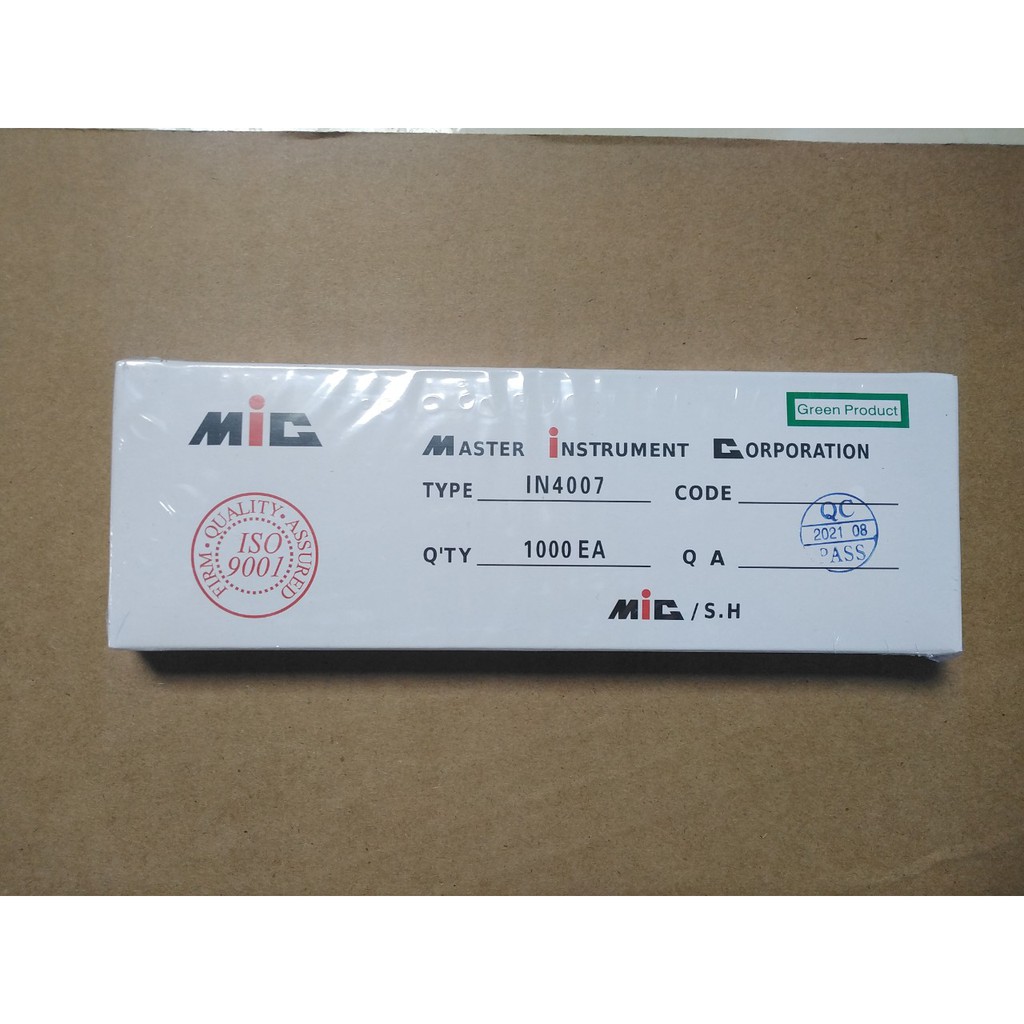 MiC
Green Product
MASTER INSTRUMENT CORPORATION
TYPE IN4007 CODE
FIRM • QUALITY • ASSURED
ISO
9001
QC
2021 08
PASS
Q'TY 1000 EA Q A
MiC / S.H